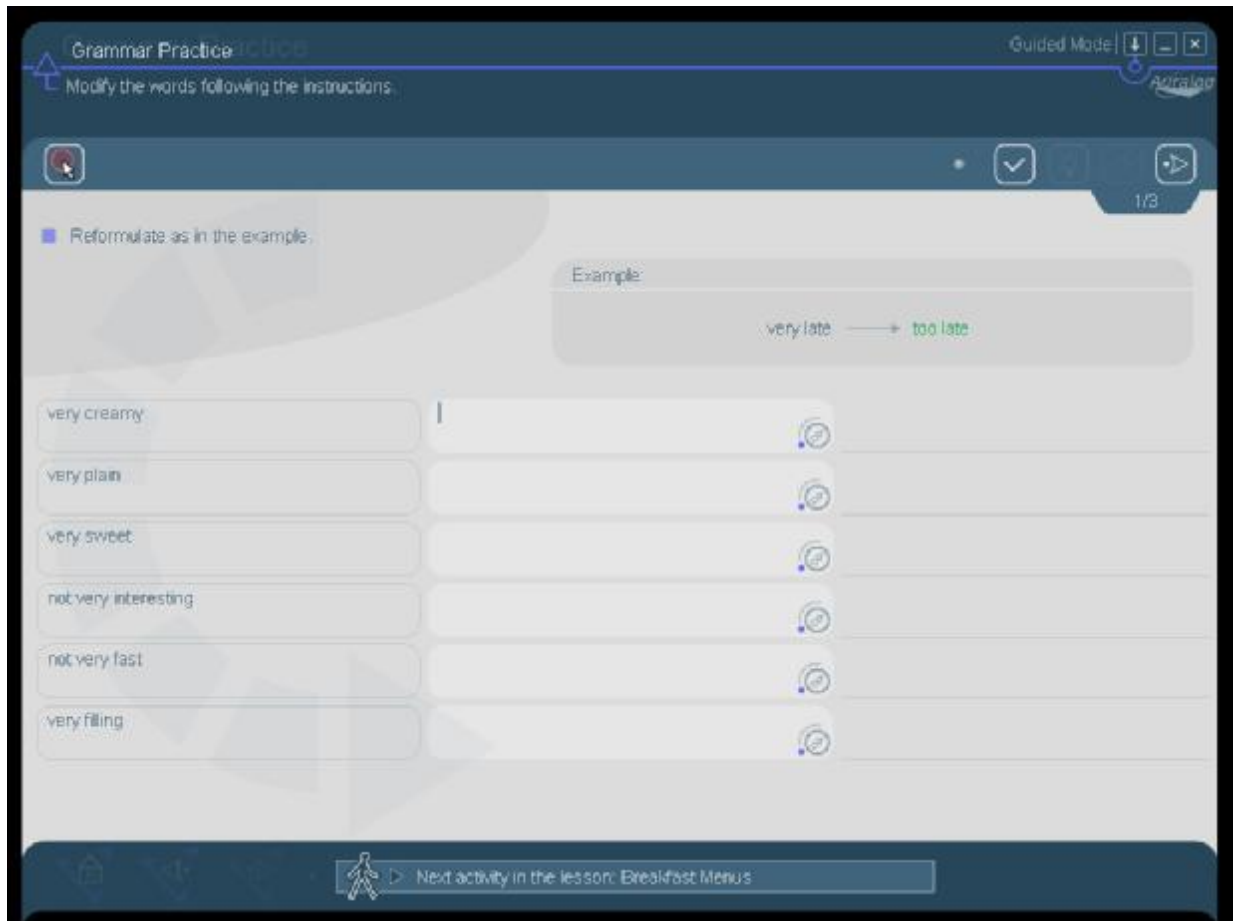 Grammar Practice
Guided Mode
Modify the words following the instructions.
Auralog
1/3
Reformulate as in the example.
Example:
very late → too late
very creamy
very plain
very sweet
not very interesting
not very fast
very filling
Next activity in the lesson: Breakfast Menus